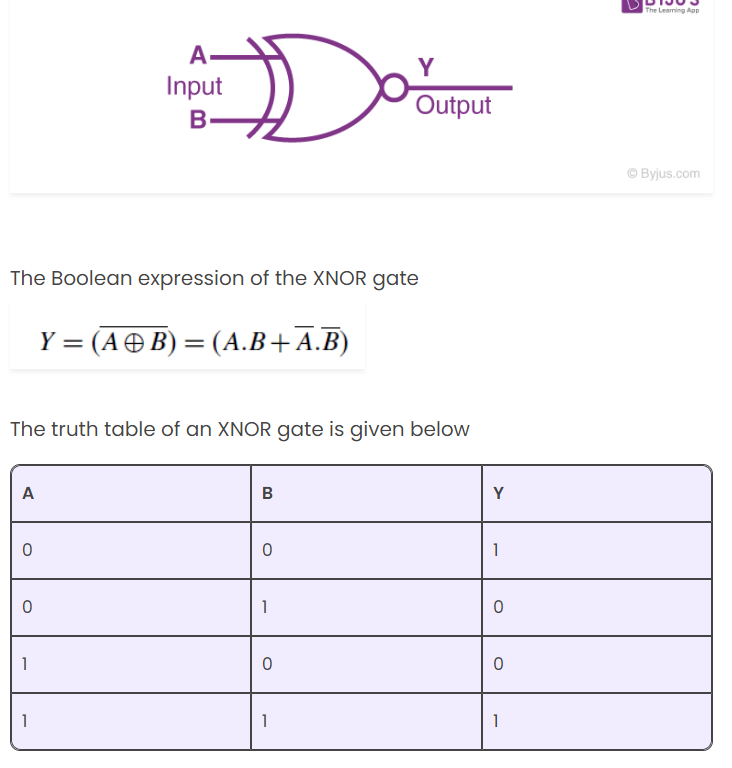 The Learning App
A
Input
B
Y
Output
© Byjus.com
The Boolean expression of the XNOR gate
Y = (A̅ ̅⊕̅ ̅B̅) = (A.B + A̅.B̅)
The truth table of an XNOR gate is given below
A B Y
0 0 1
0 1 0
1 0 0
1 1 1